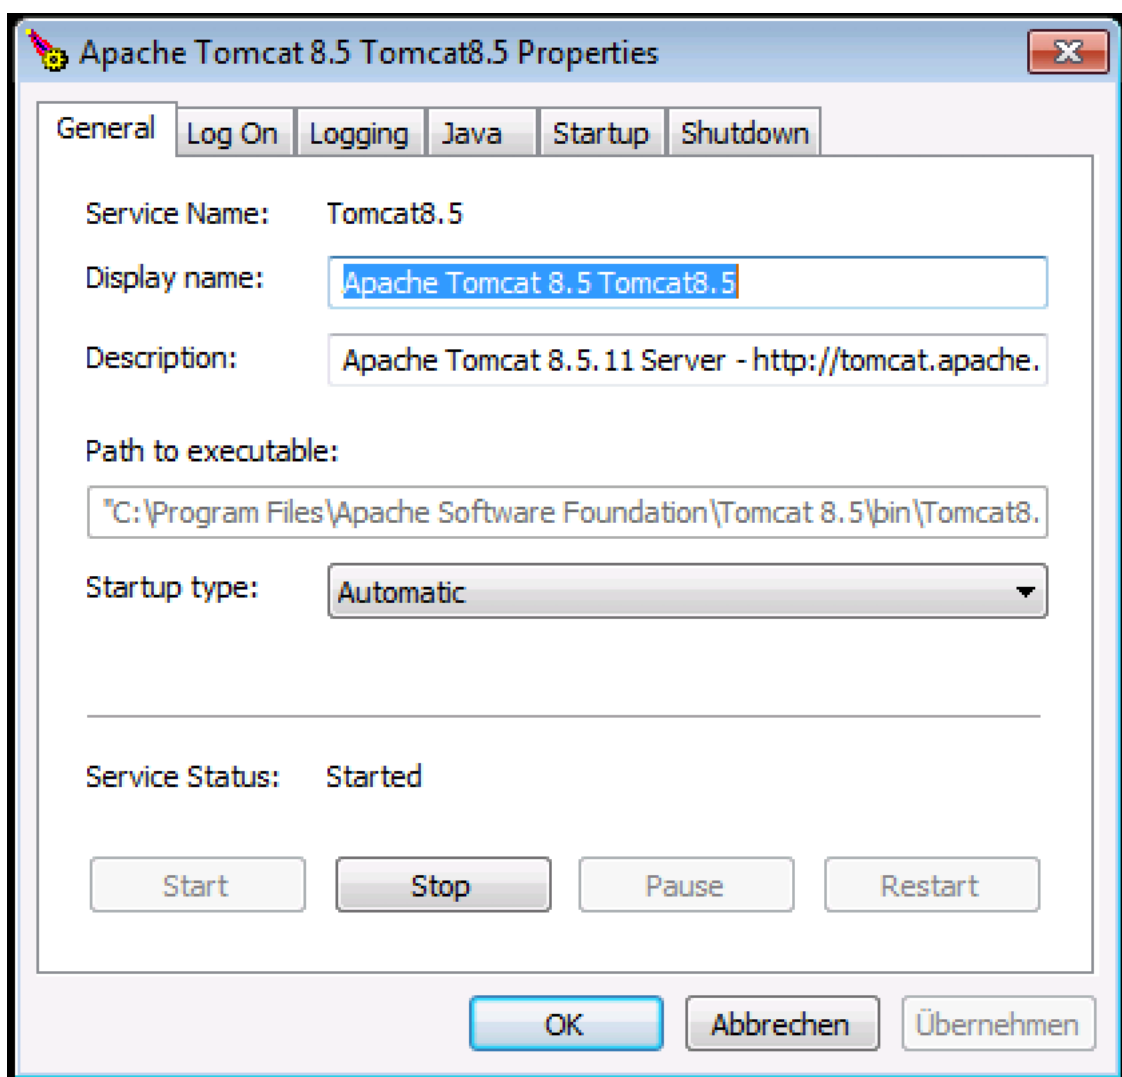 Apache Tomcat 8.5 Tomcat8.5 Properties
General Log On Logging Java Startup Shutdown
Service Name: Tomcat8.5
Display name: Apache Tomcat 8.5 Tomcat8.5
Description: Apache Tomcat 8.5.11 Server - http://tomcat.apache.
Path to executable:
"C:\Program Files\Apache Software Foundation\Tomcat 8.5\bin\Tomcat8.
Startup type: Automatic
Service Status: Started
Start Stop Pause Restart
OK Abbrechen Übernehmen